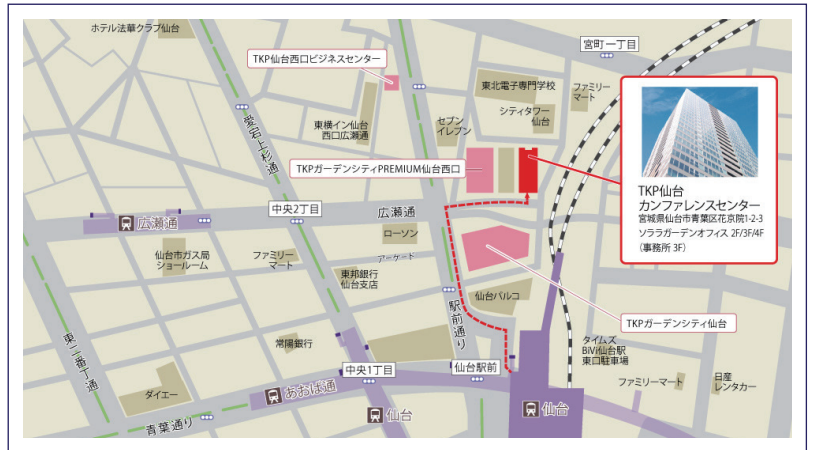 ホテル法華クラブ仙台
宮町一丁目
TKP仙台西口ビジネスセンター
東北電子専門学校
ファミリー
マート
シティタワー
仙台
愛宕上杉通
東横イン仙台
西口広瀬通
セブン
イレブン
TKPガーデンシティPREMIUM仙台西口
TKP仙台
カンファレンスセンター
宮城県仙台市青葉区花京院1-2-3
ソララガーデンオフィス 2F/3F/4F
（事務所 3F）
中央2丁目
広瀬通
広瀬通
ローソン
仙台市ガス局
ショールーム
ファミリー
マート
アーケード
東邦銀行
仙台支店
駅前通り
仙台パルコ
TKPガーデンシティ仙台
東二番丁通
常陽銀行
タイムズ
BiVi仙台駅
東口駐車場
中央1丁目
仙台駅前
ファミリーマート
日産
レンタカー
ダイエー
あおば通
青葉通り
仙台
仙台